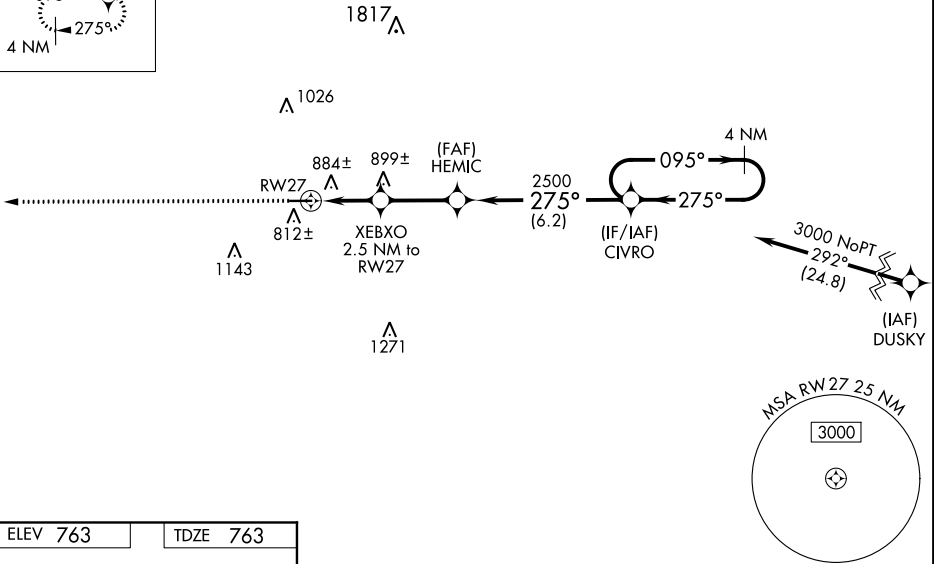 275°
4 NM
1817
1026
4 NM
095°
884±
899±
(FAF)
HEMIC
RW27
2500
275°
(6.2)
275°
812±
XEBXO
2.5 NM to
RW27
(IF/IAF)
CIVRO
1143
3000 NoPT
292°
(24.8)
(IAF)
DUSKY
1271
MSA RW27 25 NM
3000
ELEV 763
TDZE 763